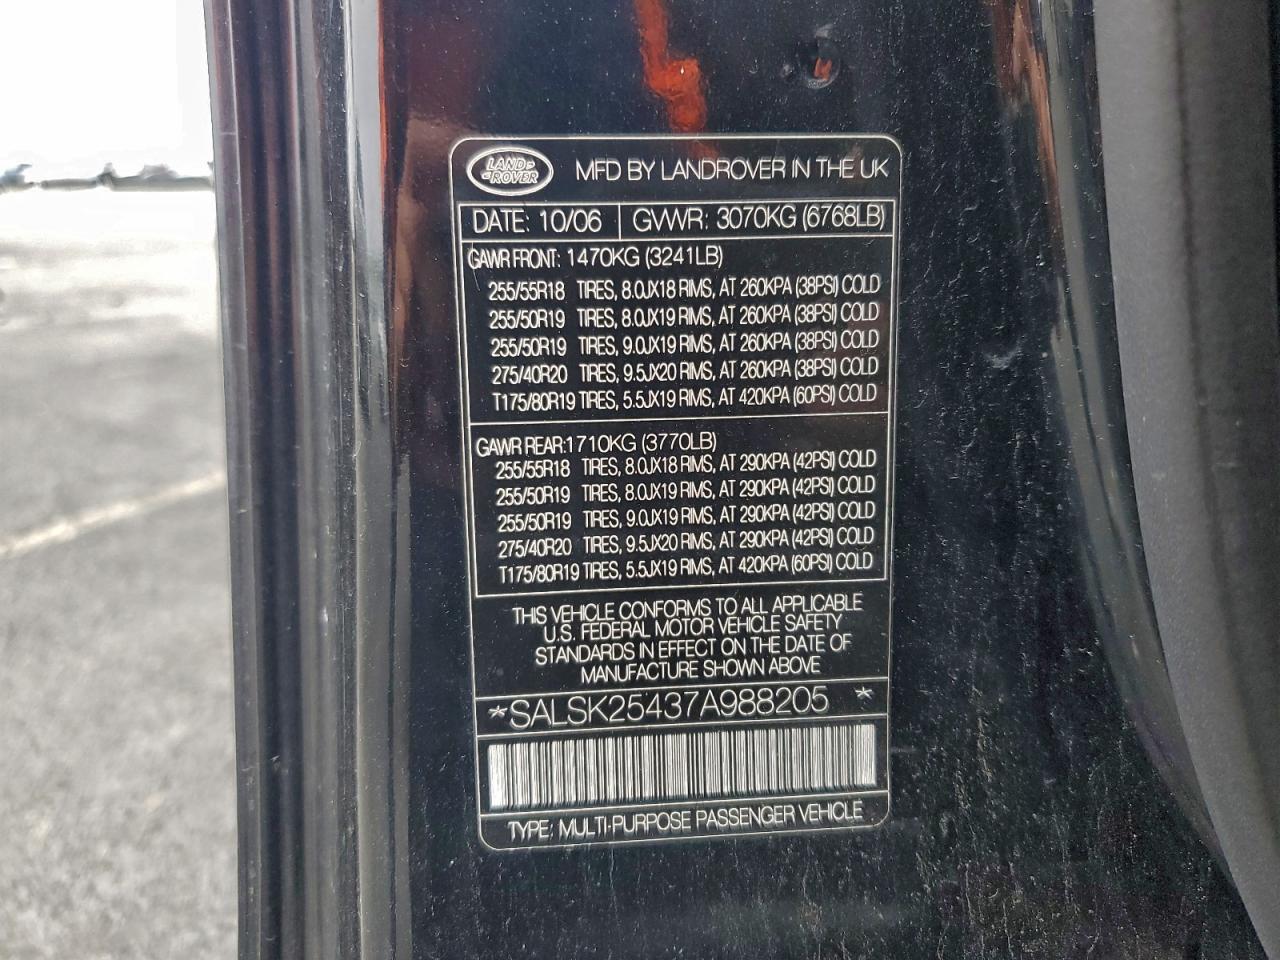 LAND-
-ROVER
MFD BY LANDROVER IN THE UK
DATE: 10/06 GVWR: 3070KG (6768LB)
GAWR FRONT: 1470KG (3241LB)
255/55R18 TIRES, 8.0JX18 RIMS, AT 260KPA (38PSI) COLD
255/50R19 TIRES, 8.0JX19 RIMS, AT 260KPA (38PSI) COLD
255/50R19 TIRES, 9.0JX19 RIMS, AT 260KPA (38PSI) COLD
275/40R20 TIRES, 9.5JX20 RIMS, AT 260KPA (38PSI) COLD
T175/80R19 TIRES, 5.5JX19 RIMS, AT 420KPA (60PSI) COLD
GAWR REAR: 1710KG (3770LB)
255/55R18 TIRES, 8.0JX18 RIMS, AT 290KPA (42PSI) COLD
255/50R19 TIRES, 8.0JX19 RIMS, AT 290KPA (42PSI) COLD
255/50R19 TIRES, 9.0JX19 RIMS, AT 290KPA (42PSI) COLD
275/40R20 TIRES, 9.5JX20 RIMS, AT 290KPA (42PSI) COLD
T175/80R19 TIRES, 5.5JX19 RIMS, AT 420KPA (60PSI) COLD
THIS VEHICLE CONFORMS TO ALL APPLICABLE
U.S. FEDERAL MOTOR VEHICLE SAFETY
STANDARDS IN EFFECT ON THE DATE OF
MANUFACTURE SHOWN ABOVE
*SALSK25437A988205 *
TYPE: MULTI-PURPOSE PASSENGER VEHICLE